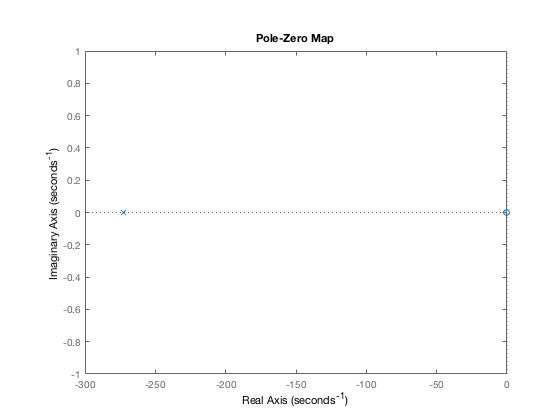 Pole-Zero Map
1
0.8
0.6
0.4
0.2
0
-0.2
-0.4
-0.6
-0.8
-1
Imaginary Axis (seconds-1)
-300 -250 -200 -150 -100 -50 0
Real Axis (seconds-1)